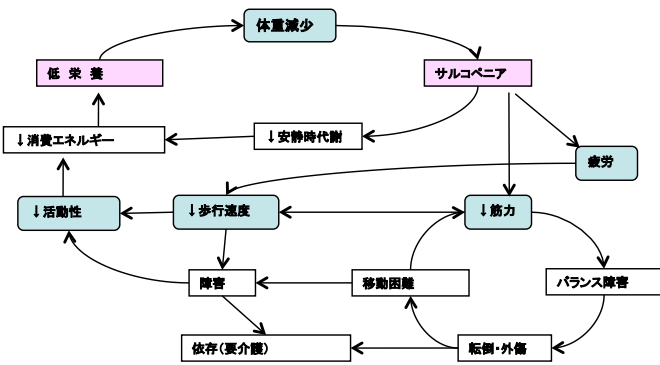 体重減少
低 栄 養
サルコペニア
↓消費エネルギー
↓安静時代謝
疲労
↓活動性
↓歩行速度
↓筋力
障害
移動困難
バランス障害
依存(要介護)
転倒・外傷